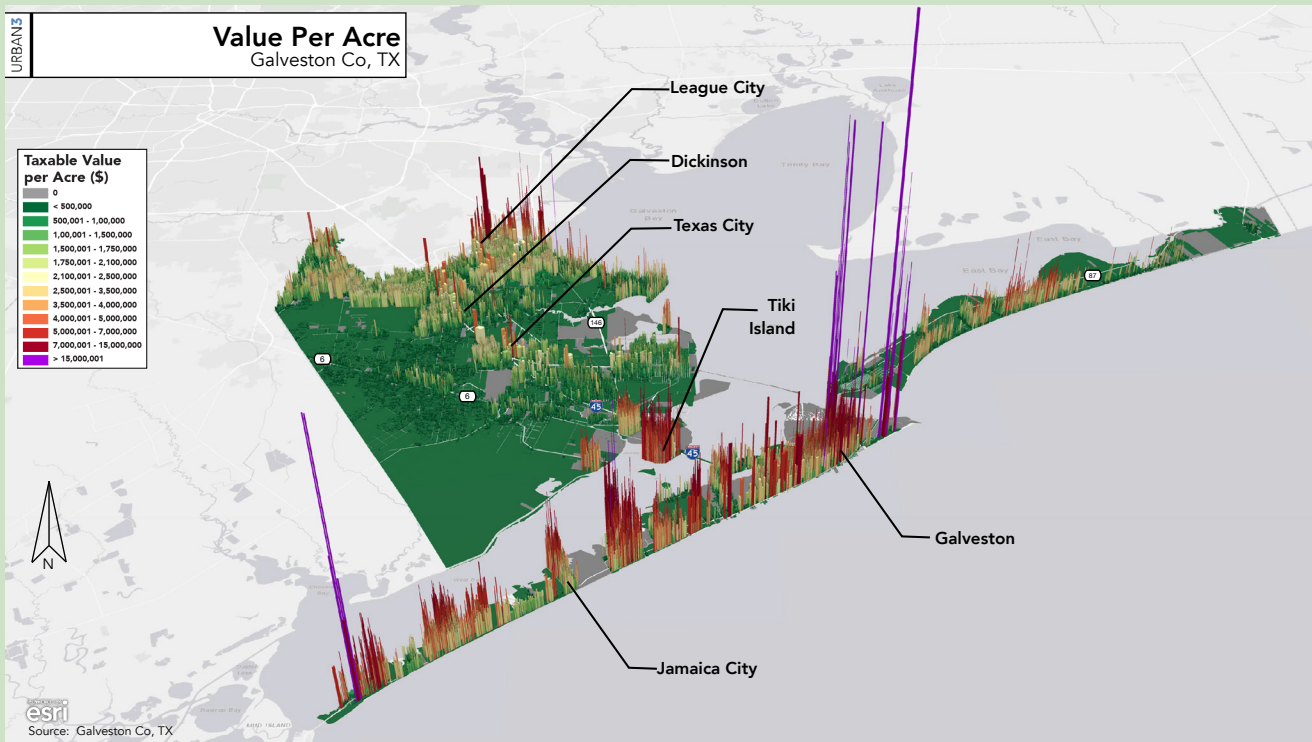 URBAN3
Value Per Acre
Galveston Co, TX
League City
Dickinson
Texas City
Tiki
Island
Galveston
Jamaica City
Taxable Value
per Acre ($)
0
< 500,000
500,001 - 1,00,000
1,00,001 - 1,500,000
1,500,001 - 1,750,000
1,750,001 - 2,100,000
2,100,001 - 2,500,000
2,500,001 - 3,500,000
3,500,001 - 4,000,000
4,000,001 - 5,000,000
5,000,001 - 7,000,000
7,000,001 - 15,000,000
> 15,000,001
Trinity Bay
Galveston
Bay
East Bay
East Bay
87
146
6
6
45
45
N
esri
Source: Galveston Co, TX